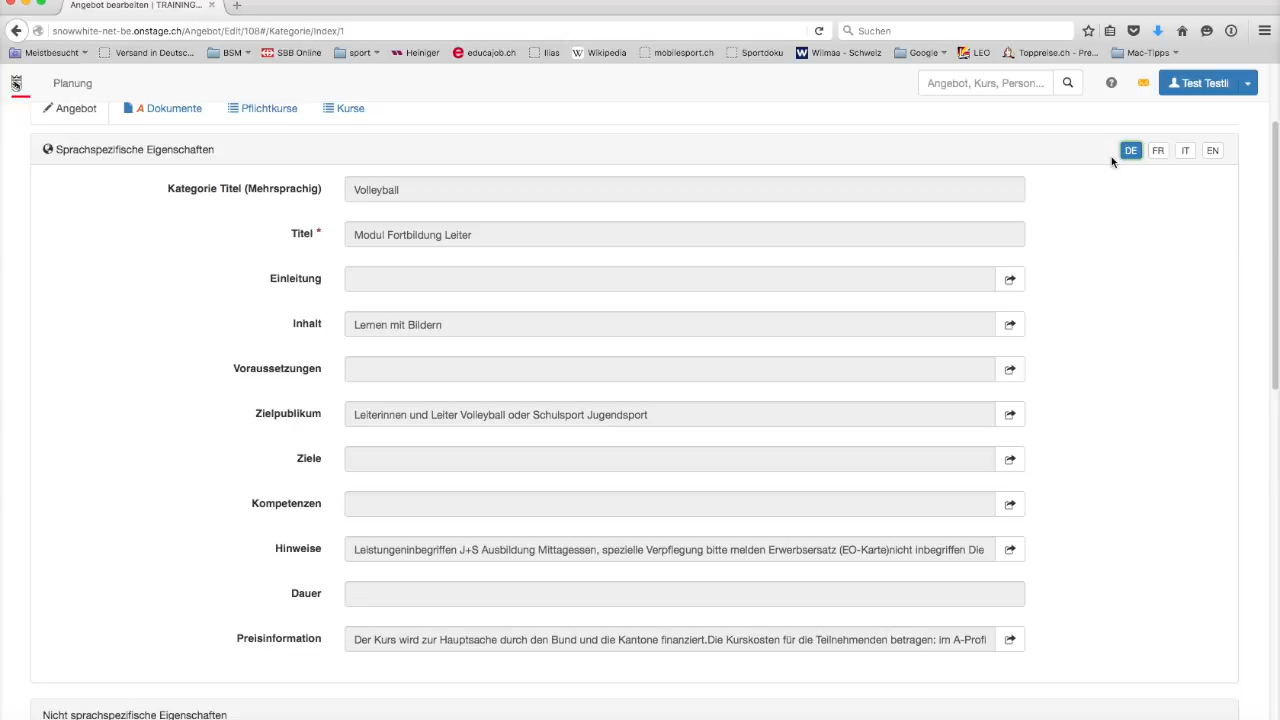 Angebot bearbeiten | TRAINING...
snowwhite-net-be.onstage.ch/Angebot/Edit/108#/Kategorie/Index/1
Suchen
Meistbesucht
Versand in Deutsc...
BSM
SBB Online
sport
Heiniger
educajob.ch
Ilias
Wikipedia
mobilesport.ch
Sportdoku
Wilmaa - Schweiz
Google
LEO
Toppreise.ch - Pre...
Mac-Tipps
Planung
Angebot, Kurs, Person...
Test Testli
Angebot
A Dokumente
Pflichtkurse
Kurse
Sprachspezifische Eigenschaften
DE FR IT EN
Kategorie Titel (Mehrsprachig) Volleyball
Titel * Modul Fortbildung Leiter
Einleitung
Inhalt Lernen mit Bildern
Voraussetzungen
Zielpublikum Leiterinnen und Leiter Volleyball oder Schulsport Jugendsport
Ziele
Kompetenzen
Hinweise Leistungeninbegriffen J+S Ausbildung Mittagessen, spezielle Verpflegung bitte melden Erwerbsersatz (EO-Karte)nicht inbegriffen Die
Dauer
Preisinformation Der Kurs wird zur Hauptsache durch den Bund und die Kantone finanziert.Die Kurskosten für die Teilnehmenden betragen: im A-Profi
Nicht sprachspezifische Eigenschaften